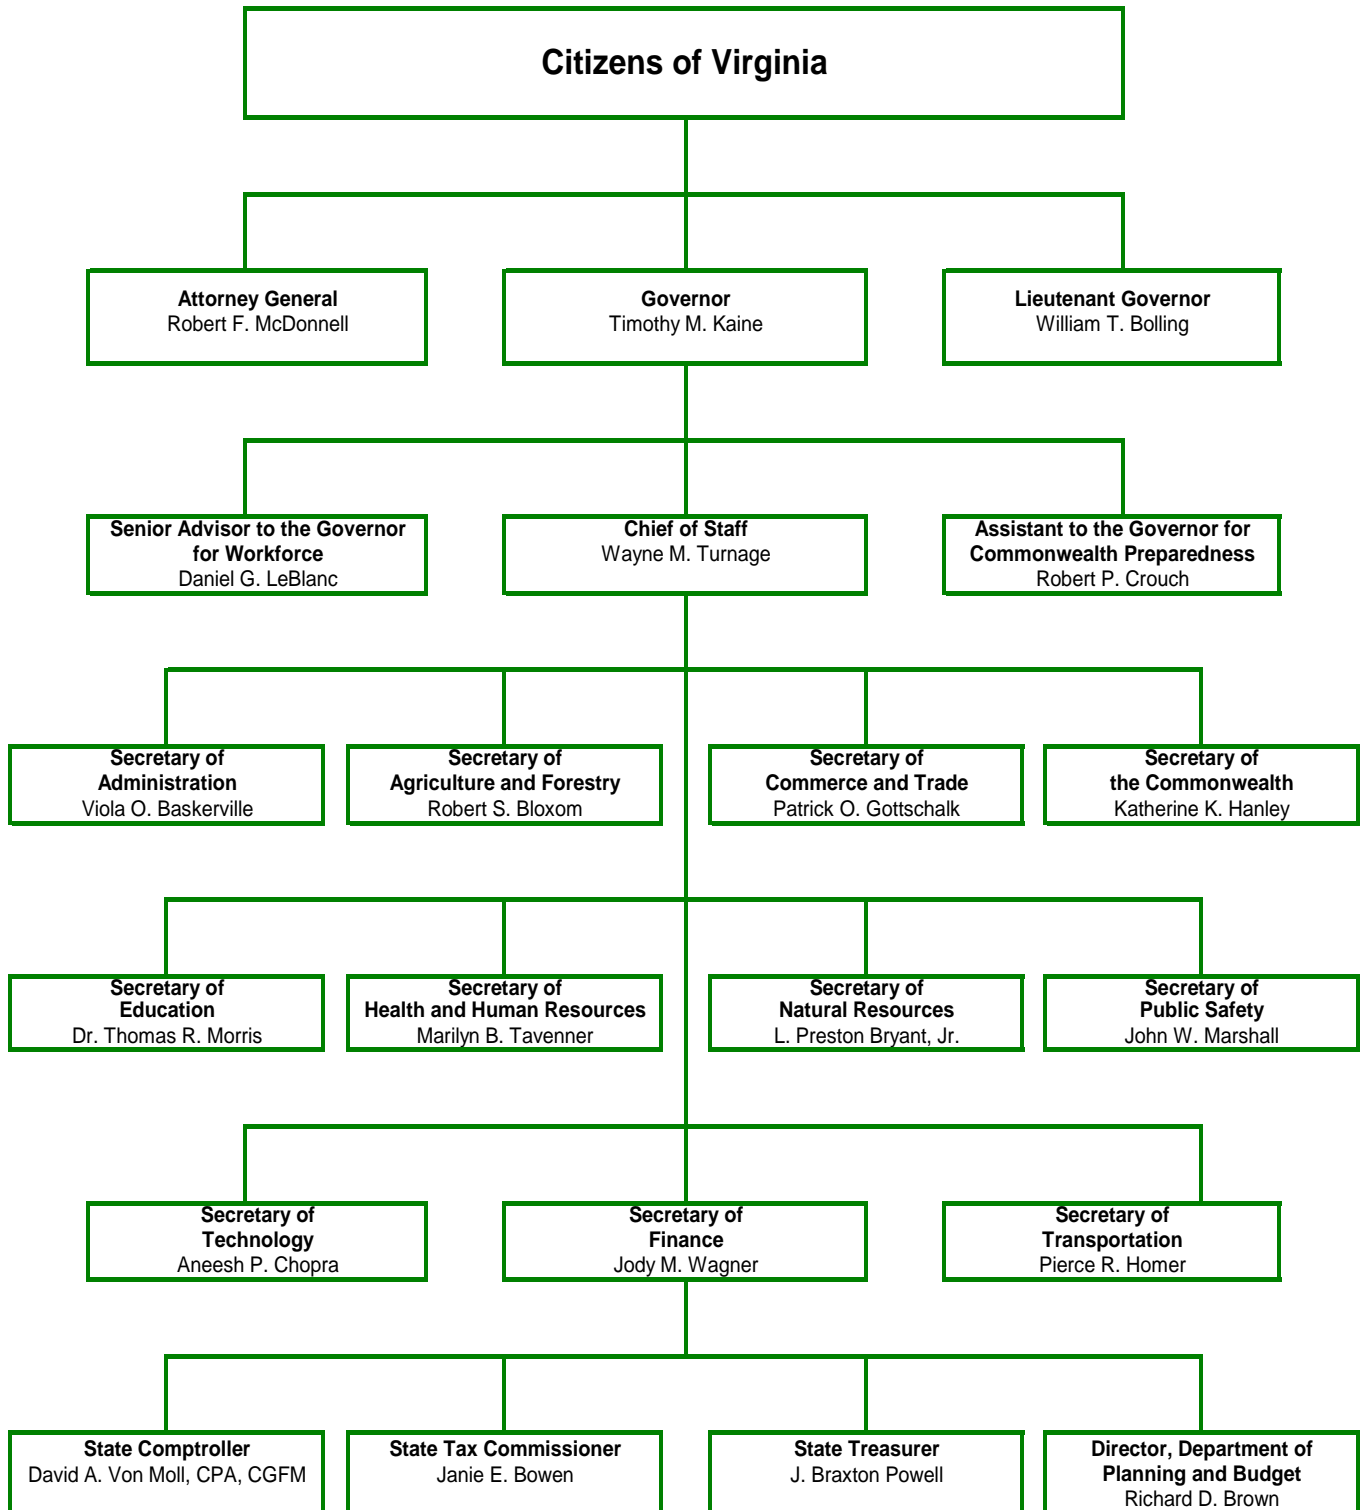 Citizens of Virginia
Attorney General
Robert F. McDonnell
Governor
Timothy M. Kaine
Lieutenant Governor
William T. Bolling
Senior Advisor to the Governor
for Workforce
Daniel G. LeBlanc
Chief of Staff
Wayne M. Turnage
Assistant to the Governor for
Commonwealth Preparedness
Robert P. Crouch
Secretary of
Administration
Viola O. Baskerville
Secretary of
Agriculture and Forestry
Robert S. Bloxom
Secretary of
Commerce and Trade
Patrick O. Gottschalk
Secretary of
the Commonwealth
Katherine K. Hanley
Secretary of
Education
Dr. Thomas R. Morris
Secretary of
Health and Human Resources
Marilyn B. Tavenner
Secretary of
Natural Resources
L. Preston Bryant, Jr.
Secretary of
Public Safety
John W. Marshall
Secretary of
Technology
Aneesh P. Chopra
Secretary of
Finance
Jody M. Wagner
Secretary of
Transportation
Pierce R. Homer
State Comptroller
David A. Von Moll, CPA, CGFM
State Tax Commissioner
Janie E. Bowen
State Treasurer
J. Braxton Powell
Director, Department of
Planning and Budget
Richard D. Brown